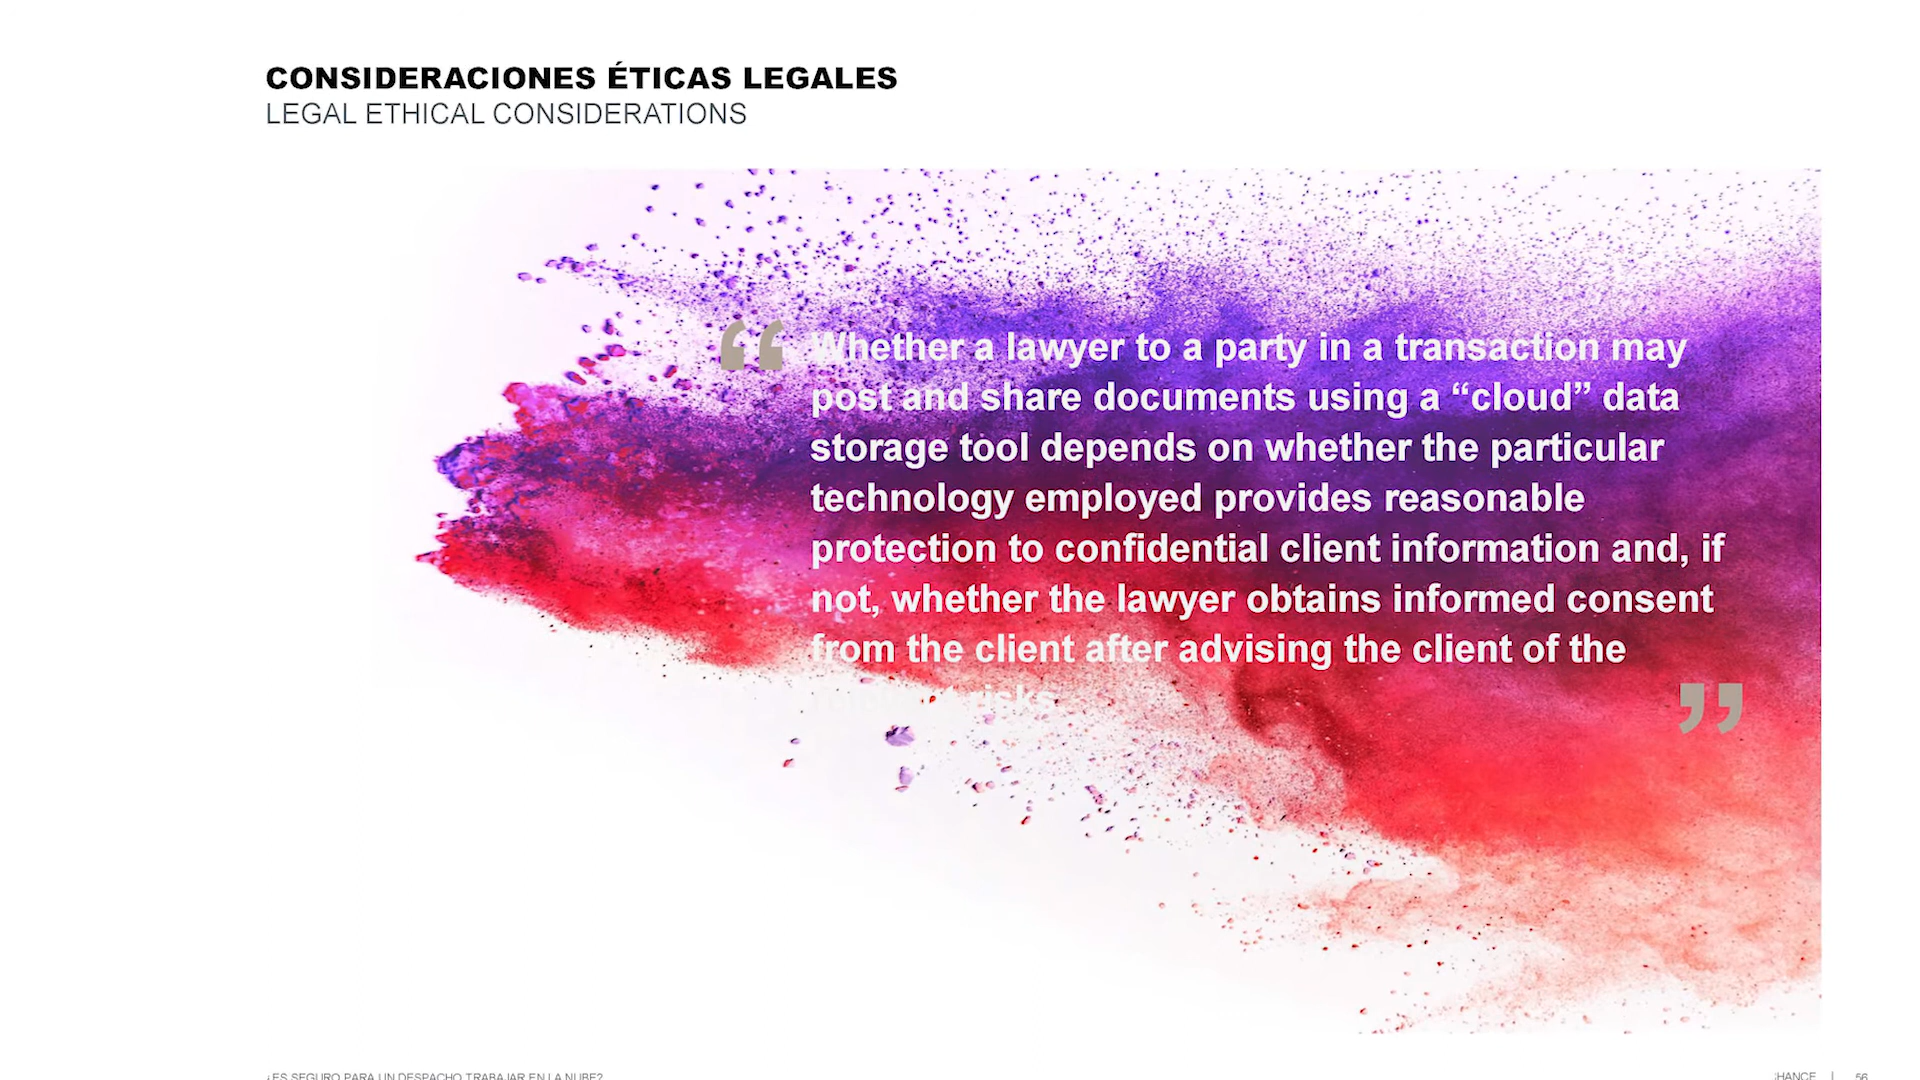 CONSIDERACIONES ÉTICAS LEGALES
LEGAL ETHICAL CONSIDERATIONS
“ Whether a lawyer to a party in a transaction may
post and share documents using a “cloud” data
storage tool depends on whether the particular
technology employed provides reasonable
protection to confidential client information and, if
not, whether the lawyer obtains informed consent
from the client after advising the client of the
risks. ”
¿ES SEGURO PARA UN DESPACHO TRABAJAR EN LA NUBE?
HANCE | 56